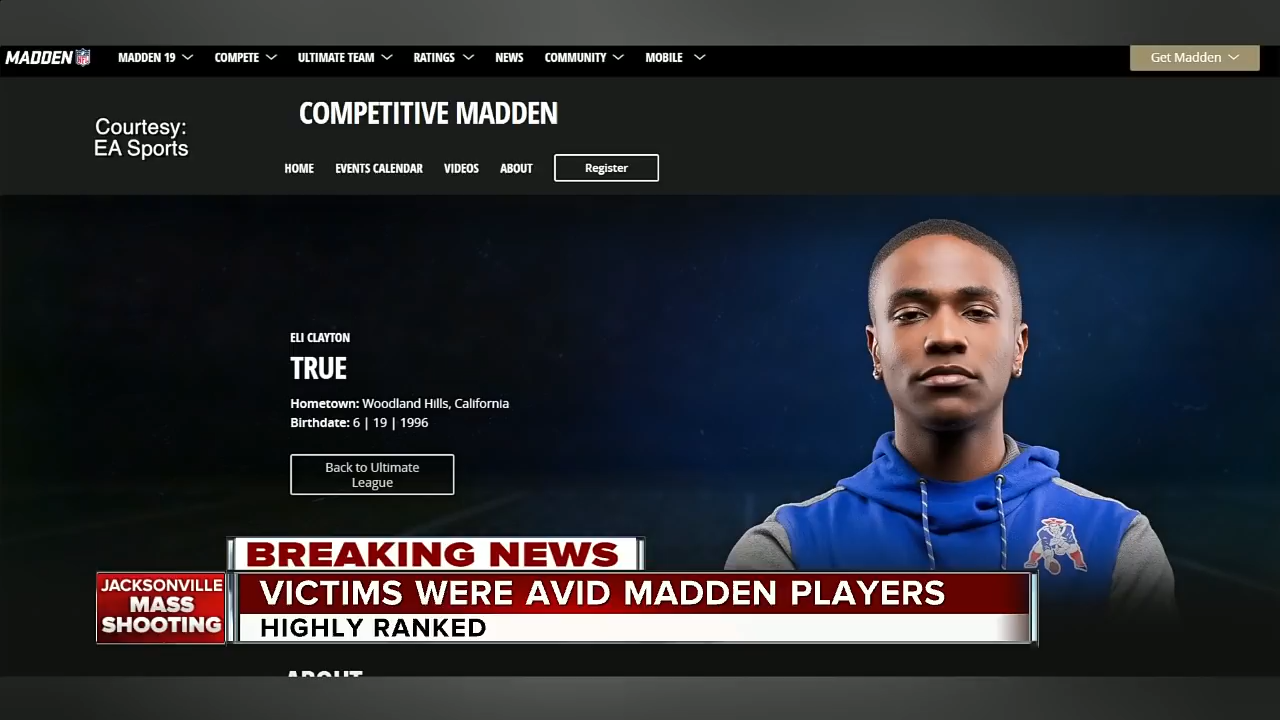 MADDEN NFL MADDEN 19 COMPETE ULTIMATE TEAM RATINGS NEWS COMMUNITY MOBILE Get Madden
COMPETITIVE MADDEN
Courtesy:
EA Sports
HOME EVENTS CALENDAR VIDEOS ABOUT Register
ELI CLAYTON
TRUE
Hometown: Woodland Hills, California
Birthdate: 6 | 19 | 1996
Back to Ultimate
League
BREAKING NEWS
JACKSONVILLE
MASS
SHOOTING
VICTIMS WERE AVID MADDEN PLAYERS
HIGHLY RANKED
ABOUT